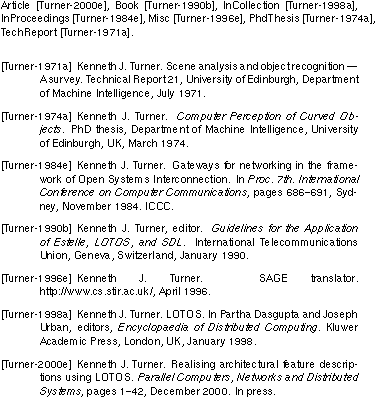 Article [Turner-2000e], Book [Turner-1990b], InCollection [Turner-1998a],
InProceedings [Turner-1984e], Misc [Turner-1996e], PhdThesis [Turner-1974a],
TechReport [Turner-1971a].
[Turner-1971a] Kenneth J. Turner. Scene analysis and object recognition —
A survey. Technical Report 21, University of Edinburgh, Department
of Machine Intelligence, July 1971.
[Turner-1974a] Kenneth J. Turner. Computer Perception of Curved Ob-
jects. PhD thesis, Department of Machine Intelligence, University
of Edinburgh, UK, March 1974.
[Turner-1984e] Kenneth J. Turner. Gateways for networking in the frame-
work of Open Systems Interconnection. In Proc. 7th. International
Conference on Computer Communications, pages 686–691, Syd-
ney, November 1984. ICCC.
[Turner-1990b] Kenneth J. Turner, editor. Guidelines for the Application
of Estelle, LOTOS, and SDL. International Telecommunications
Union, Geneva, Switzerland, January 1990.
[Turner-1996e] Kenneth J. Turner. SAGE translator.
http://www.cs.stir.ac.uk/, April 1996.
[Turner-1998a] Kenneth J. Turner. LOTOS. In Partha Dasgupta and Joseph
Urban, editors, Encyclopaedia of Distributed Computing. Kluwer
Academic Press, London, UK, January 1998.
[Turner-2000e] Kenneth J. Turner. Realising architectural feature descrip-
tions using LOTOS. Parallel Computers, Networks and Distributed
Systems, pages 1–42, December 2000. In press.